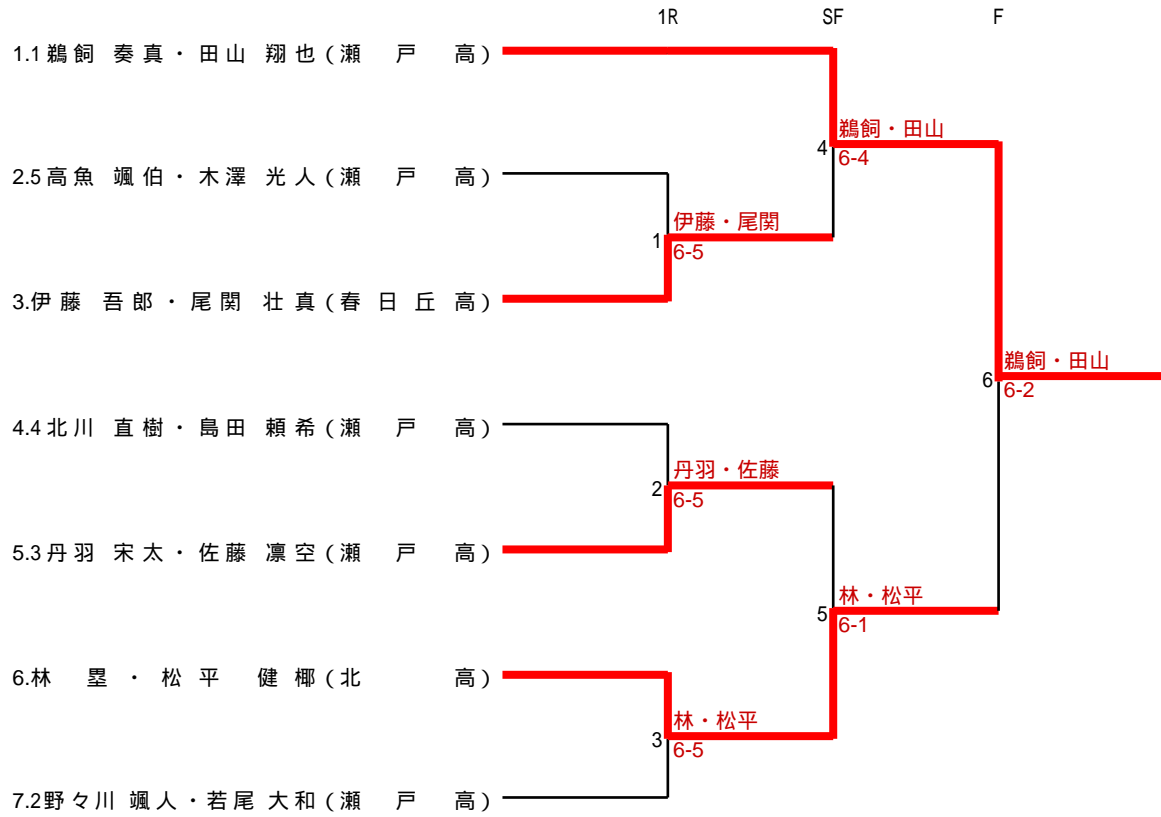 1R SF F
1.1 鵜飼 奏真・田山 翔也(瀬戸高)
鵜飼・田山
4
6-4
2.5 高魚 颯伯・木澤 光人(瀬戸高)
伊藤・尾関
1
6-5
3.伊藤 吾郎・尾関 壮真(春日丘高)
鵜飼・田山
6
6-2
4.4 北川 直樹・島田 頼希(瀬戸高)
丹羽・佐藤
2
6-5
5.3 丹羽 宋太・佐藤 凛空(瀬戸高)
林・松平
5
6-1
6.林 塁・松平 健椰(北高)
林・松平
3
6-5
7.2 野々川 颯人・若尾 大和(瀬戸高)